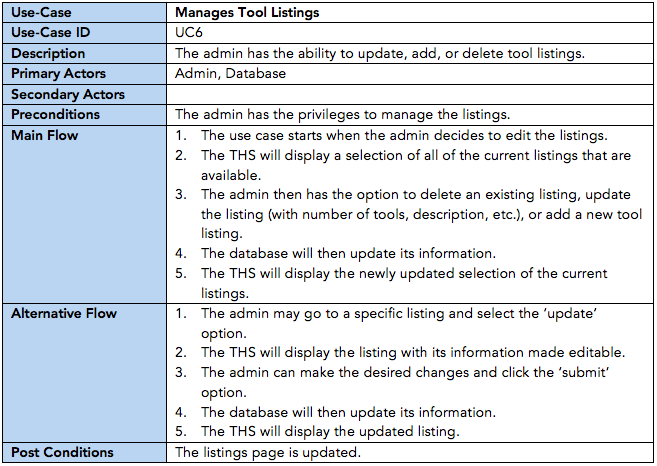 Use-Case Manages Tool Listings
Use-Case ID UC6
Description The admin has the ability to update, add, or delete tool listings.
Primary Actors Admin, Database
Secondary Actors
Preconditions The admin has the privileges to manage the listings.
Main Flow 1. The use case starts when the admin decides to edit the listings.
2. The THS will display a selection of all of the current listings that are
available.
3. The admin then has the option to delete an existing listing, update
the listing (with number of tools, description, etc.), or add a new tool
listing.
4. The database will then update its information.
5. The THS will display the newly updated selection of the current
listings.
Alternative Flow 1. The admin may go to a specific listing and select the ‘update’
option.
2. The THS will display the listing with its information made editable.
3. The admin can make the desired changes and click the ‘submit’
option.
4. The database will then update its information.
5. The THS will display the updated listing.
Post Conditions The listings page is updated.